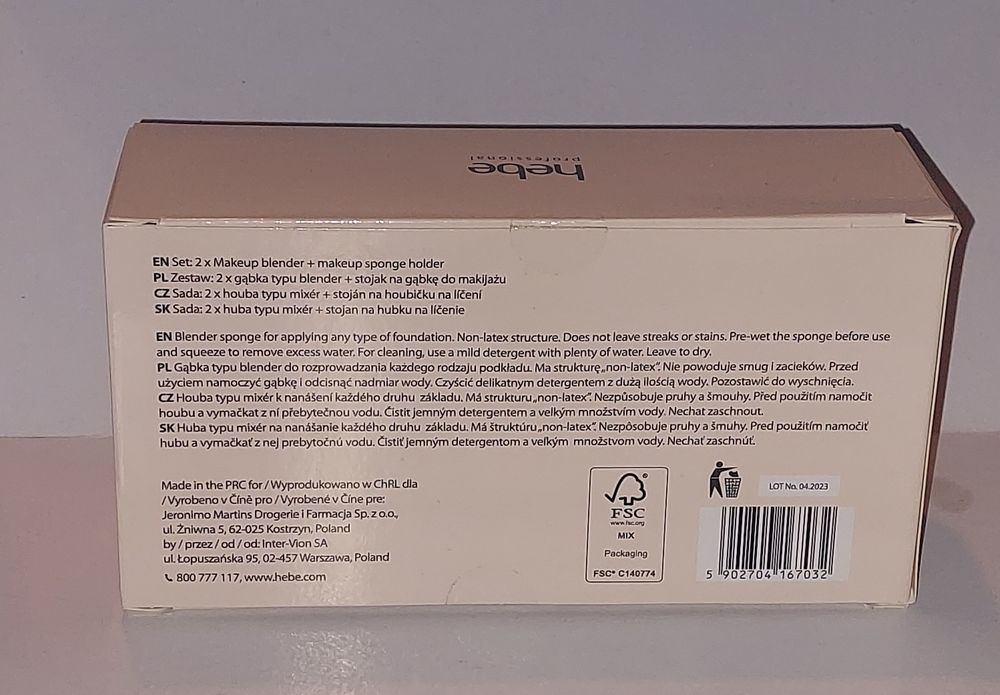 hebe
professional
EN Set: 2 x Makeup blender + makeup sponge holder
PL Zestaw: 2 x gąbka typu blender + stojak na gąbkę do makijażu
CZ Sada: 2 x houba typu mixér + stoján na houbičku na líčení
SK Sada: 2 x huba typu mixér + stojan na hubku na líčenie
EN Blender sponge for applying any type of foundation. Non-latex structure. Does not leave streaks or stains. Pre-wet the sponge before use
and squeeze to remove excess water. For cleaning, use a mild detergent with plenty of water. Leave to dry.
PL Gąbka typu blender do rozprowadzania każdego rodzaju podkładu. Ma strukturę „non-latex”. Nie powoduje smug i zacieków. Przed
użyciem namoczyć gąbkę i odcisnąć nadmiar wody. Czyścić delikatnym detergentem z dużą ilością wody. Pozostawić do wyschnięcia.
CZ Houba typu mixér k nanášení každého druhu základu. Má strukturu „non-latex”. Nezpůsobuje pruhy a šmouhy. Před použitím namočit
houbu a vymačkat z ní přebytečnou vodu. Čistit jemným detergentem a velkým množstvím vody. Nechat zaschnout.
SK Huba typu mixér na nanášanie každého druhu základu. Má štruktúru „non-latex”. Nezpôsobuje pruhy a šmuhy. Pred použitím namočiť
hubu a vymačkať z nej prebytočnú vodu. Čistiť jemným detergentom a veľkým množstvom vody. Nechať zaschnúť.
Made in the PRC for / Wyprodukowano w ChRL dla
/ Vyrobeno v Číně pro / Vyrobené v Číne pre:
Jeronimo Martins Drogerie i Farmacja Sp. z o.o.,
ul. Żniwna 5, 62-025 Kostrzyn, Poland
by / przez / od / od: Inter-Vion SA
ul. Łopuszańska 95, 02-457 Warszawa, Poland
800 777 117, www.hebe.com
FSC
www.fsc.org
MIX
Packaging
FSC® C140774
LOT No. 04.2023
5 902704 167032